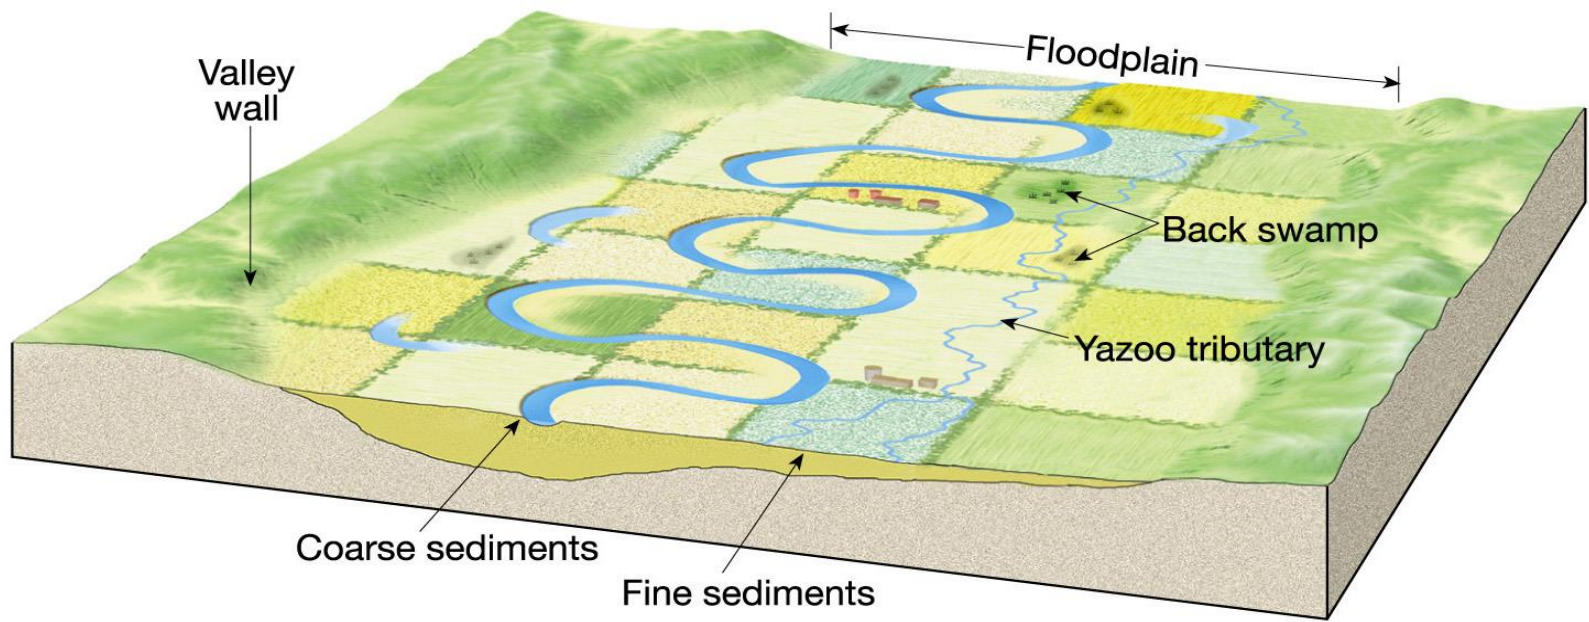 Floodplain
Valley
wall
Back swamp
Yazoo tributary
Coarse sediments
Fine sediments